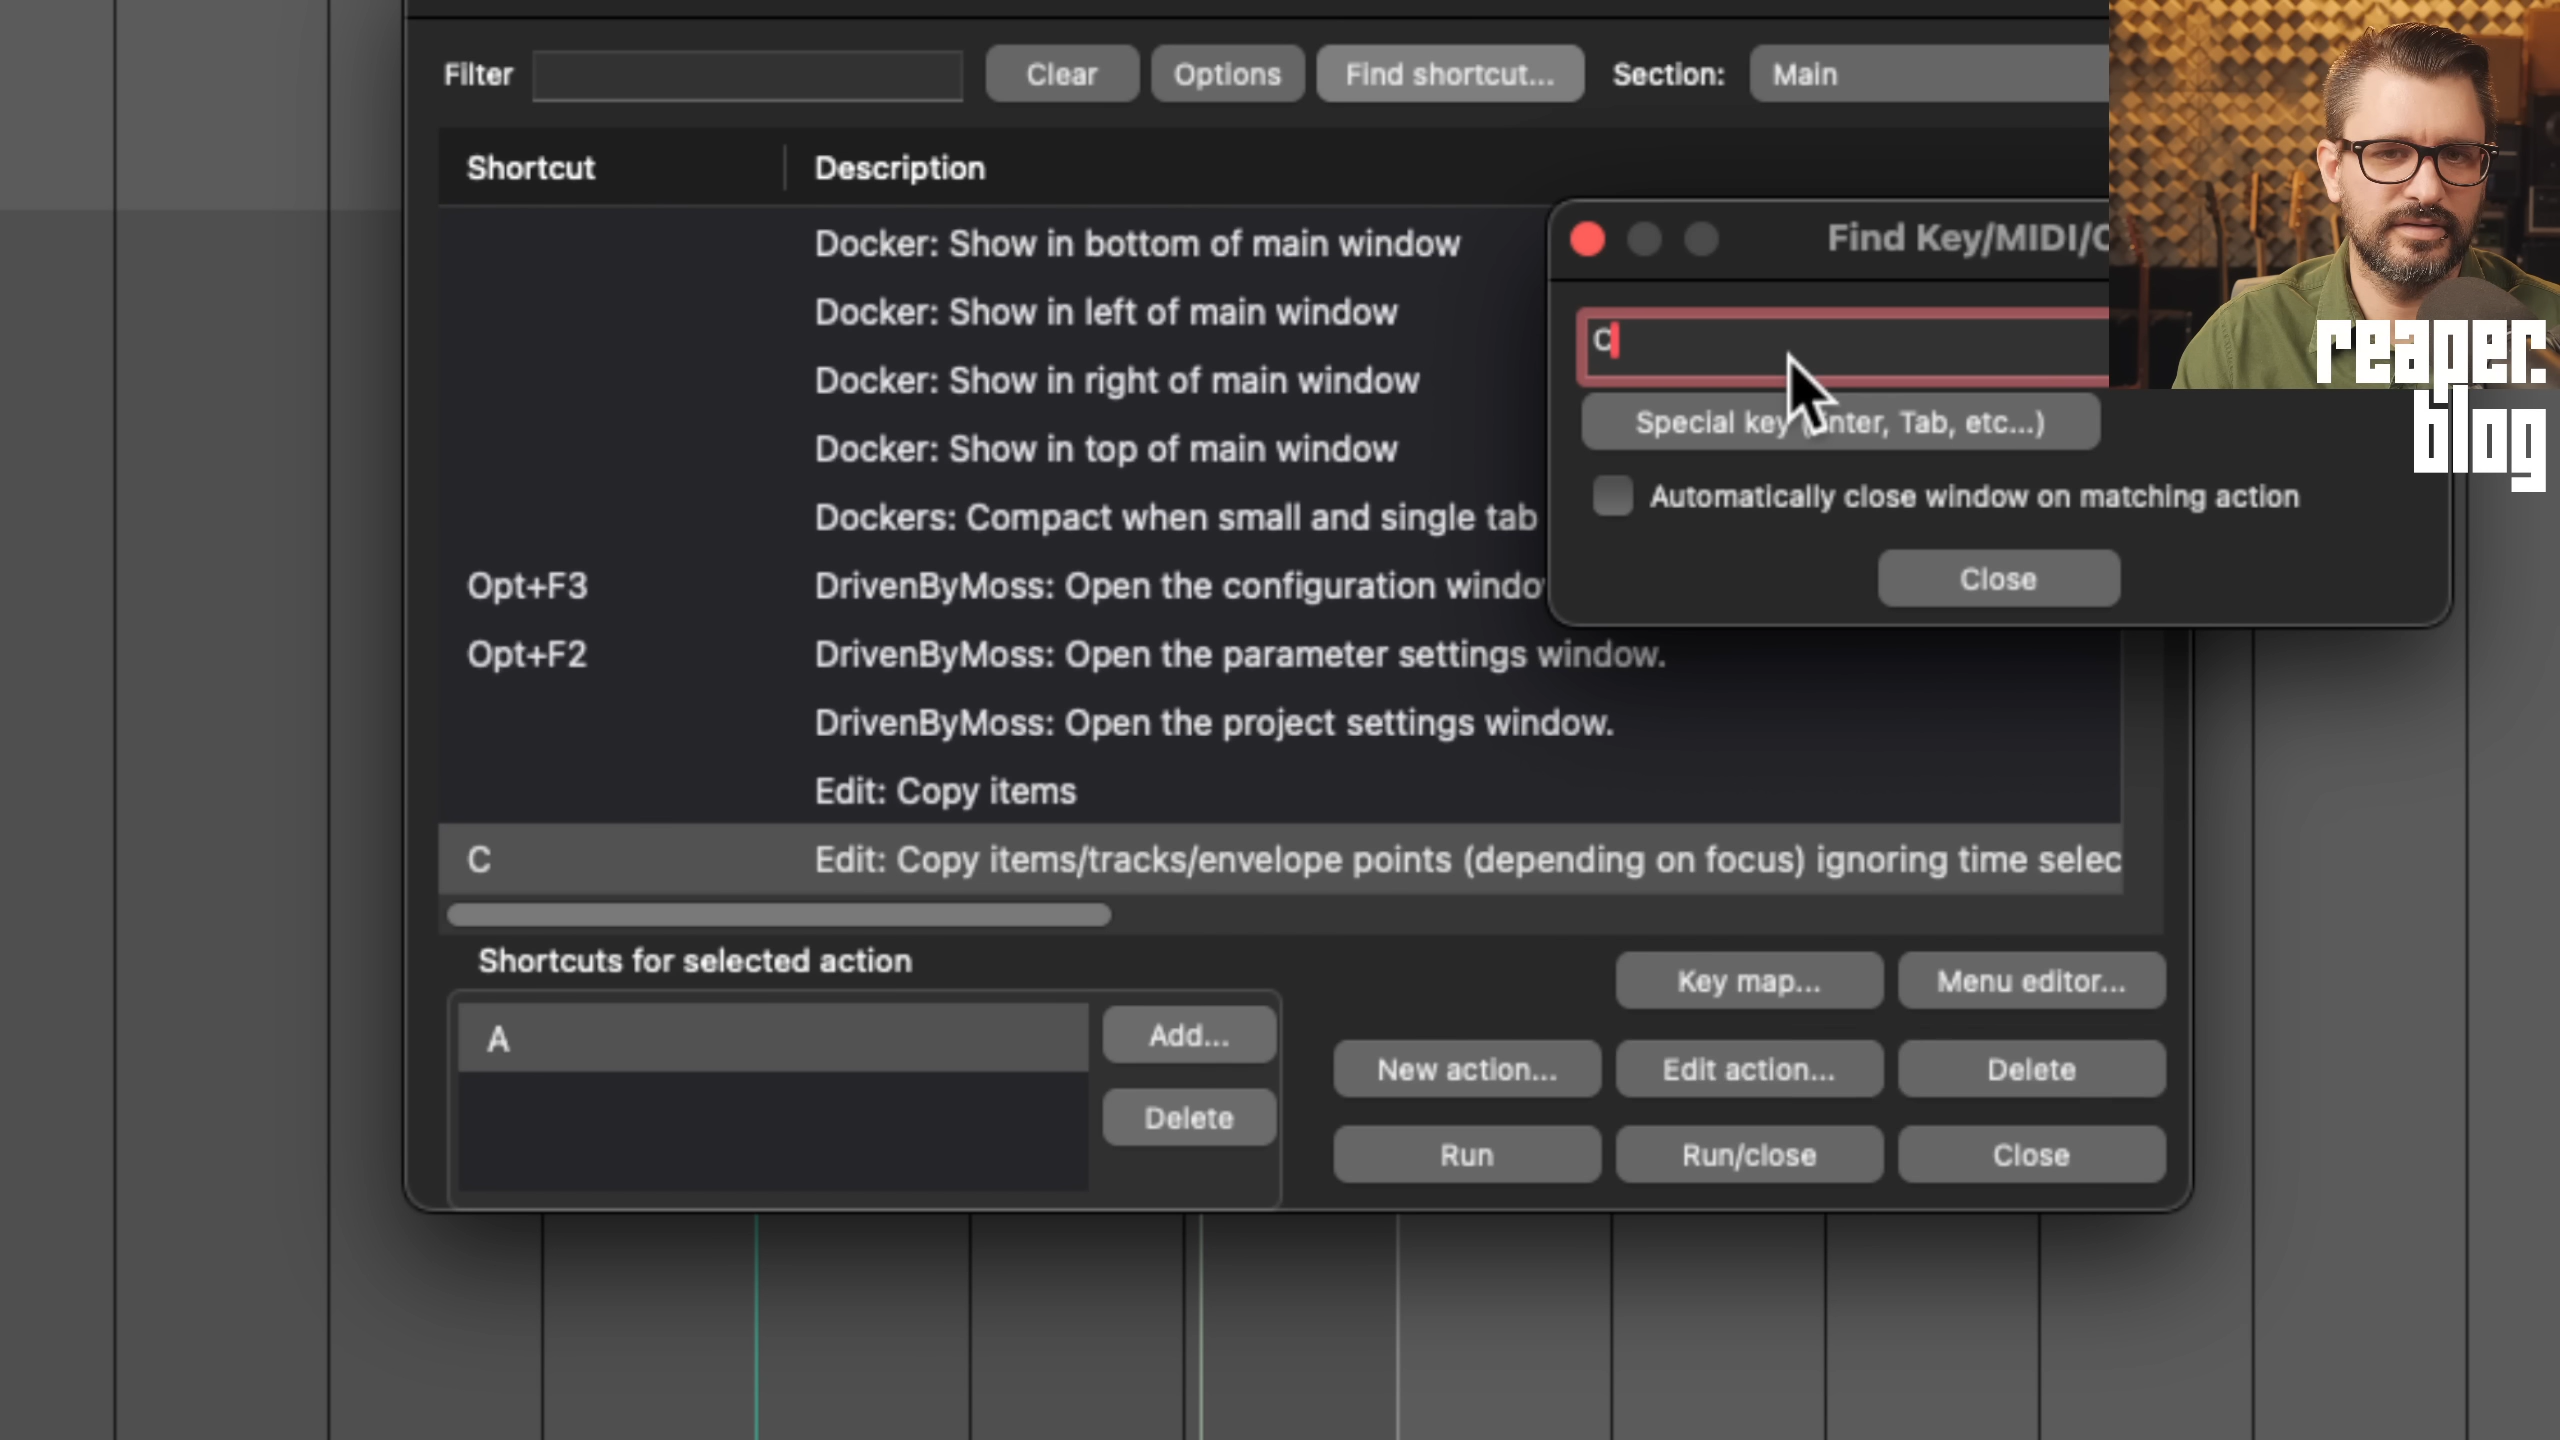 Filter
Clear
Options
Find shortcut...
Section:
Main
Shortcut
Description
Docker: Show in bottom of main window
Docker: Show in left of main window
Docker: Show in right of main window
Docker: Show in top of main window
Dockers: Compact when small and single tab
Opt+F3
DrivenByMoss: Open the configuration windo
Opt+F2
DrivenByMoss: Open the parameter settings window.
DrivenByMoss: Open the project settings window.
Edit: Copy items
C
Edit: Copy items/tracks/envelope points (depending on focus) ignoring time selec
Find Key/MIDI/
C
Special key nter, Tab, etc...)
Automatically close window on matching action
Close
reaper.
blog
Shortcuts for selected action
A
Add...
Delete
Key map...
Menu editor...
New action...
Edit action...
Delete
Run
Run/close
Close